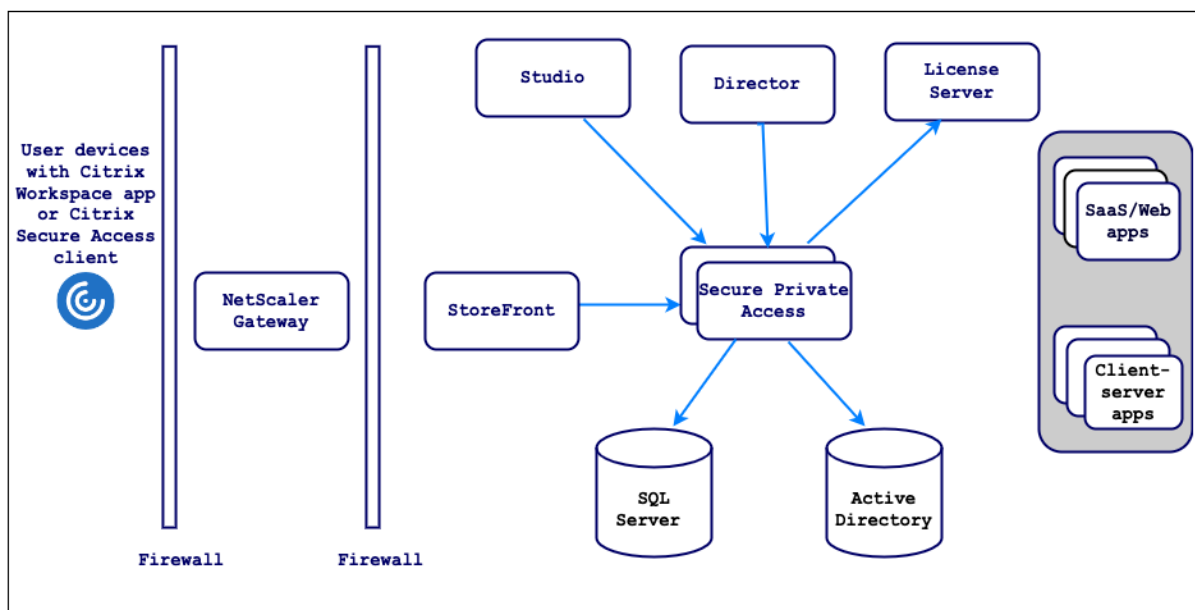 Studio
Director
License
Server
User devices
with Citrix
Workspace app
or Citrix
Secure Access
client
NetScaler
Gateway
StoreFront
Secure Private
Access
SaaS/Web
apps
Client-
server
apps
SQL
Server
Active
Directory
Firewall
Firewall